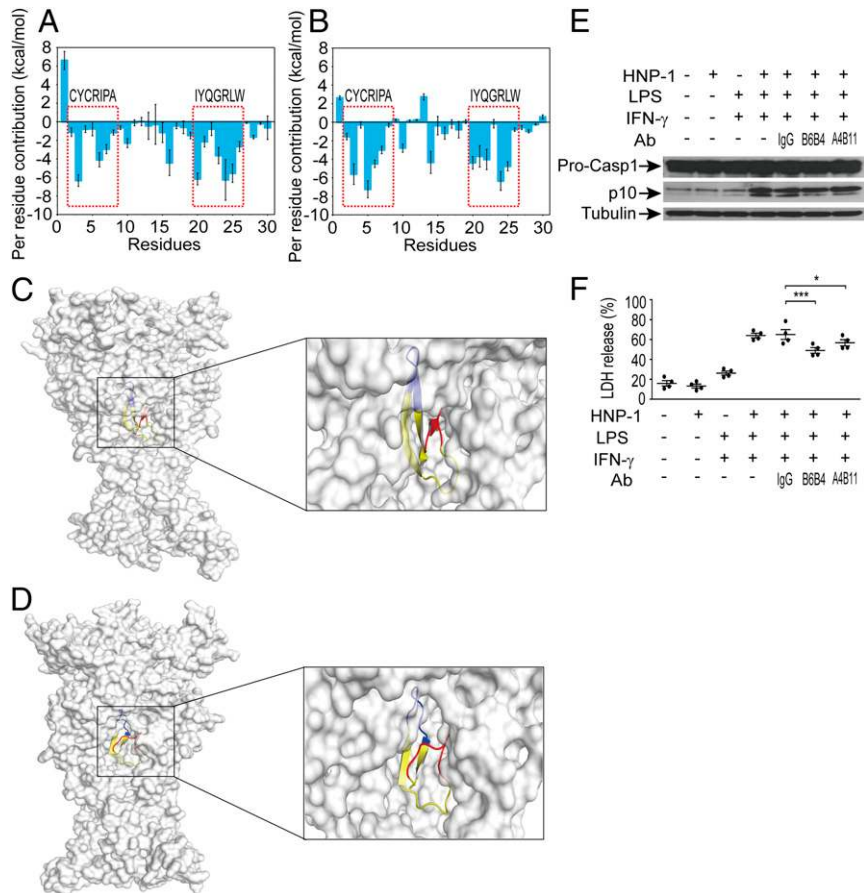 A
Per residue contribution (kcal/mol)
8
6
4
2
0
-2
-4
-6
-8
-10
CYCRIPA
IYQGRLW
0 5 10 15 20 25 30
Residues
B
Per residue contribution (kcal/mol)
8
6
4
2
0
-2
-4
-6
-8
-10
CYCRIPA
IYQGRLW
0 5 10 15 20 25 30
Residues
C
D
E
HNP-1 - + - + + + +
LPS - - + + + + +
IFN-γ - - + + + + +
Ab - - - - IgG B6B4 A4B11
Pro-Casp1
p10
Tubulin
F
LDH release (%)
100
80
60
40
20
0
*
***
HNP-1 - + - + + + +
LPS - - + + + + +
IFN-γ - - + + + + +
Ab - - - - IgG B6B4 A4B11